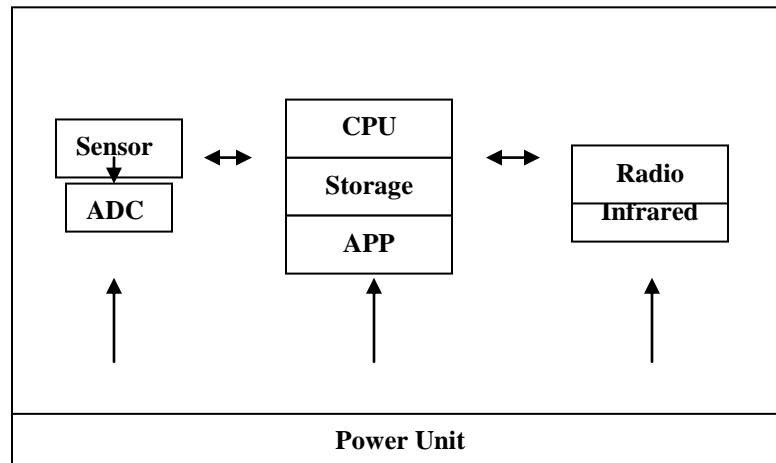 Sensor
ADC
CPU
Storage
APP
Radio
Infrared
Power Unit